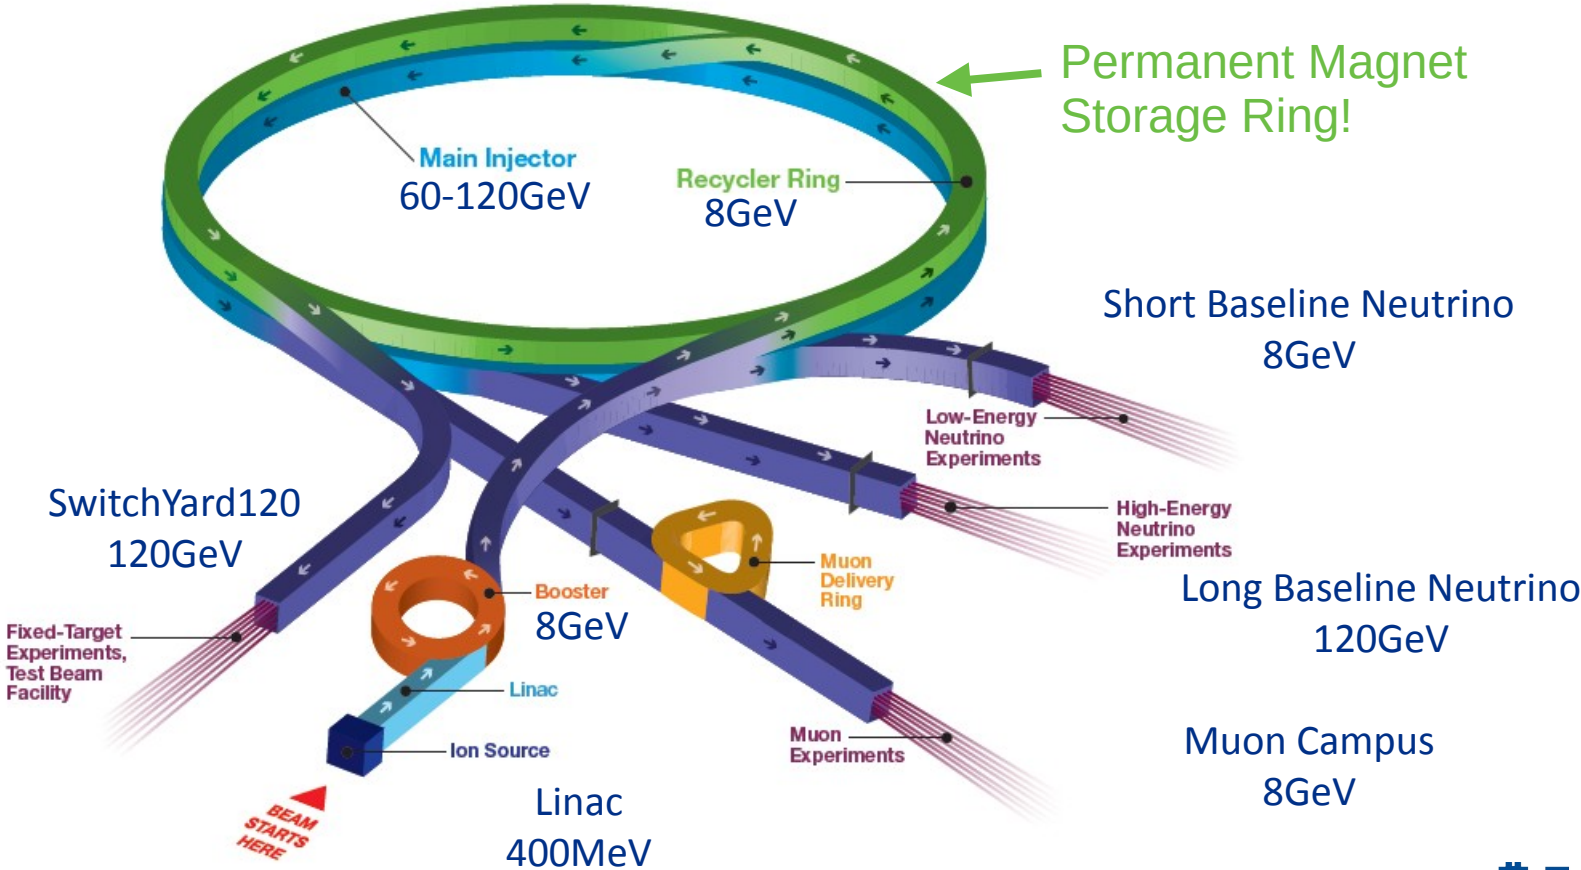 Permanent Magnet
Storage Ring!
Main Injector
60-120GeV
Recycler Ring
8GeV
Short Baseline Neutrino
8GeV
Low-Energy
Neutrino
Experiments
SwitchYard120
120GeV
High-Energy
Neutrino
Experiments
Muon
Delivery
Ring
Long Baseline Neutrino
120GeV
Booster
8GeV
Fixed-Target
Experiments,
Test Beam
Facility
Linac
Ion Source
Muon
Experiments
Muon Campus
8GeV
BEAM
STARTS
HERE
Linac
400MeV